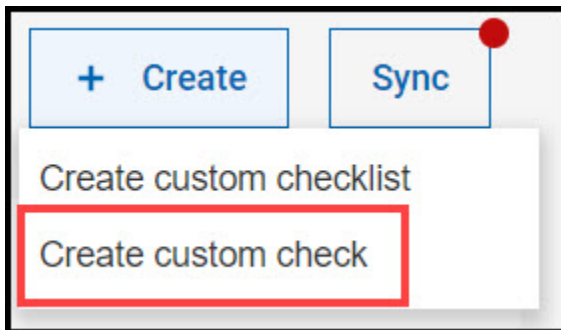 + Create
Sync
Create custom checklist
Create custom check